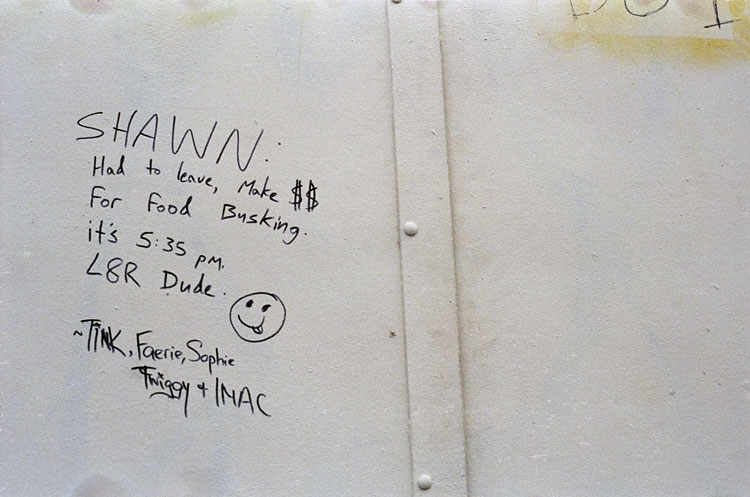 SHAWN:
Had to leave, Make $$
For Food Busking.
it's 5:35 pm.
L8R Dude.
~TINK, Faerie, Sophie
Twiggy + IMAC